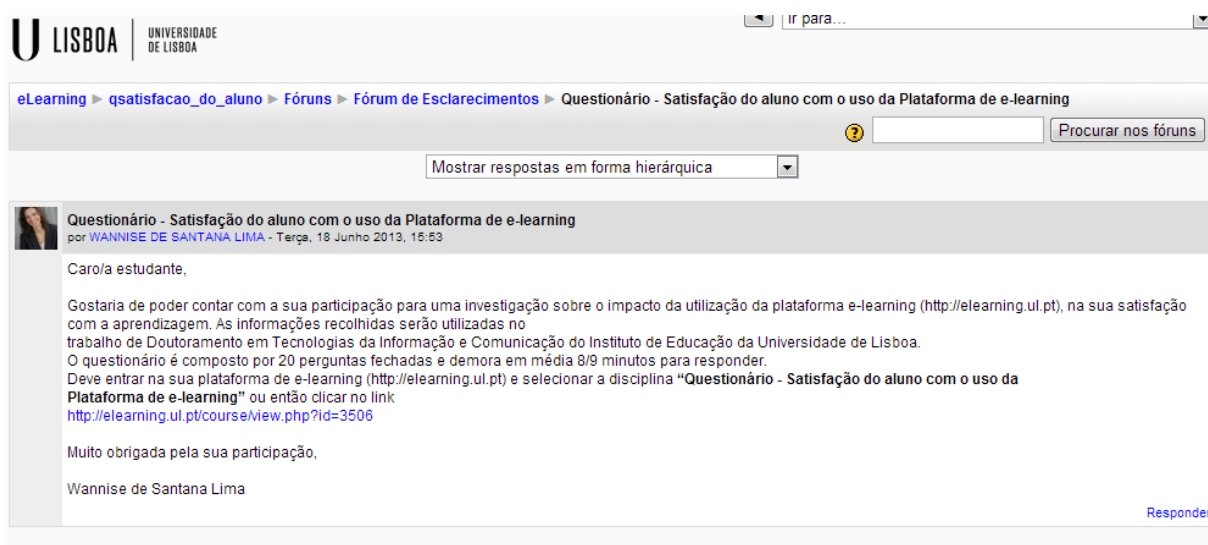 U LISBOA UNIVERSIDADE
DE LISBOA
Ir para...
eLearning ► qsatisfacao_do_aluno ► Fóruns ► Fórum de Esclarecimentos ► Questionário - Satisfação do aluno com o uso da Plataforma de e-learning
? Procurar nos fóruns
Mostrar respostas em forma hierárquica
Questionário - Satisfação do aluno com o uso da Plataforma de e-learning
por WANNISE DE SANTANA LIMA - Terça, 18 Junho 2013, 15:53
Caro/a estudante,
Gostaria de poder contar com a sua participação para uma investigação sobre o impacto da utilização da plataforma e-learning (http://elearning.ul.pt), na sua satisfação
com a aprendizagem. As informações recolhidas serão utilizadas no
trabalho de Doutoramento em Tecnologias da Informação e Comunicação do Instituto de Educação da Universidade de Lisboa.
O questionário é composto por 20 perguntas fechadas e demora em média 8/9 minutos para responder.
Deve entrar na sua plataforma de e-learning (http://elearning.ul.pt) e selecionar a disciplina “Questionário - Satisfação do aluno com o uso da
Plataforma de e-learning” ou então clicar no link
http://elearning.ul.pt/course/view.php?id=3506
Muito obrigada pela sua participação,
Wannise de Santana Lima
Responder